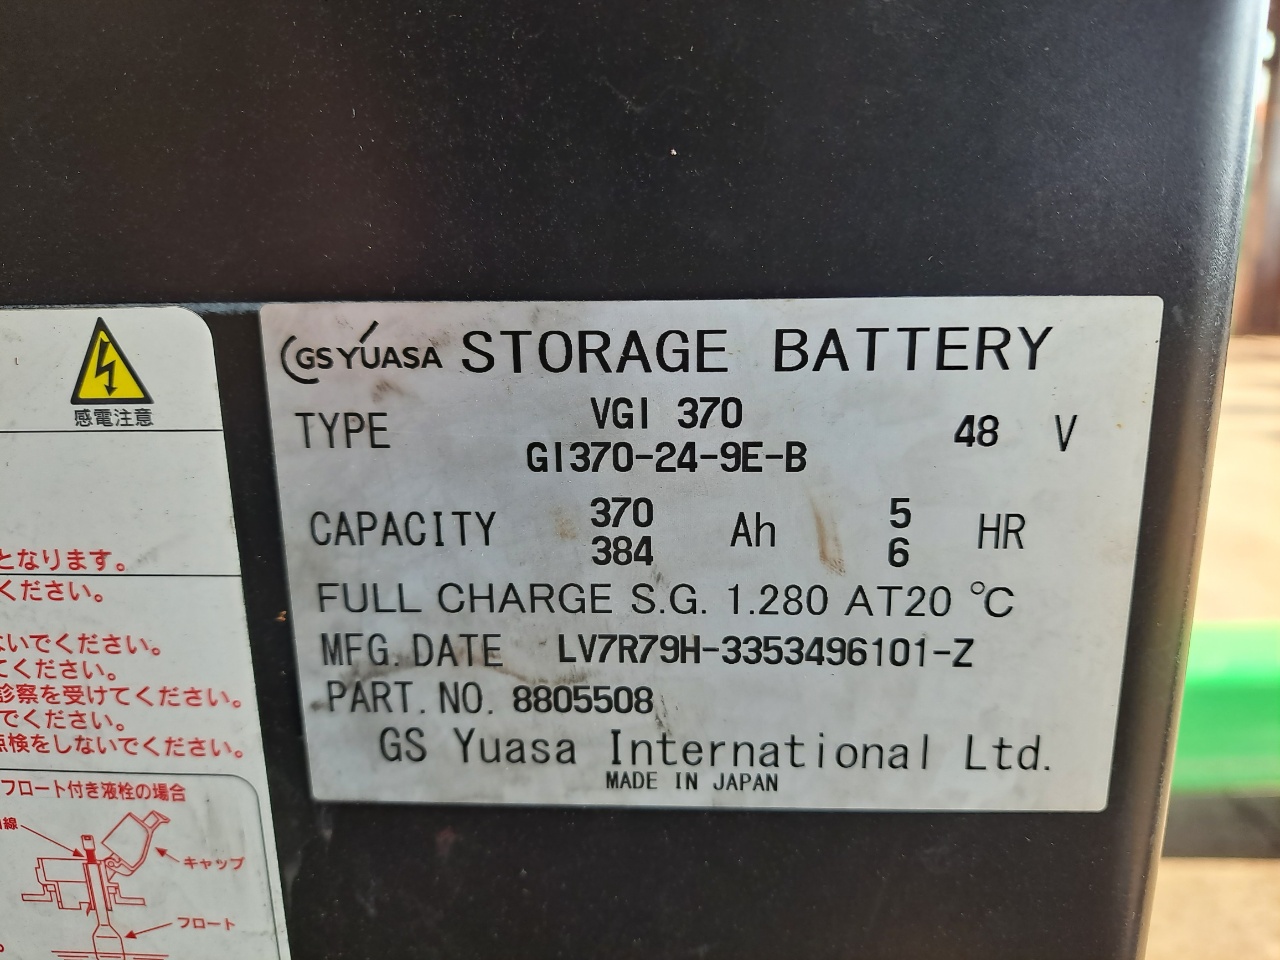 感電注意
となります。
ください。
ないでください。
てください。
診察を受けてください。
でください。
点検をしないでください。
フロート付き液栓の場合
線
キャップ
フロート
GS YUASA STORAGE BATTERY
TYPE VGI 370 48 V
GI370-24-9E-B
CAPACITY 370 Ah 5 HR
384 6
FULL CHARGE S.G. 1.280 AT20 ℃
MFG. DATE LV7R79H-3353496101-Z
PART. NO. 8805508
GS Yuasa International Ltd.
MADE IN JAPAN